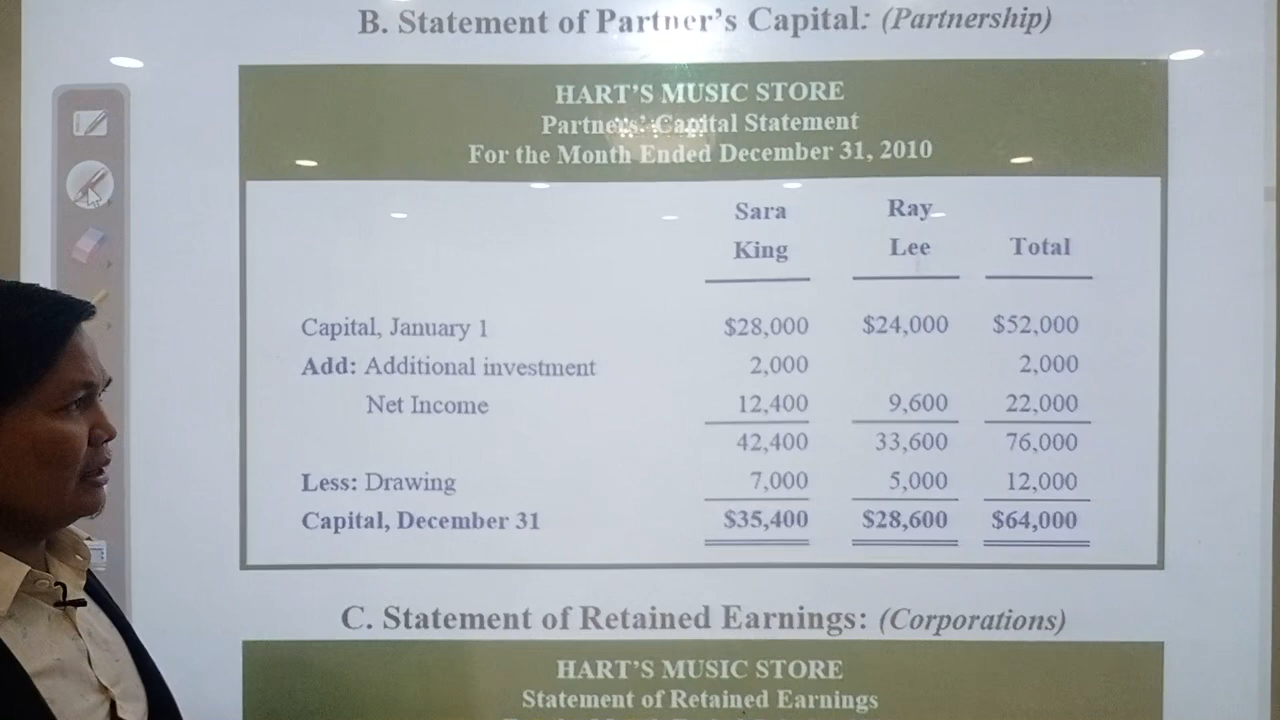 B. Statement of Partner's Capital: (Partnership)
HART'S MUSIC STORE
Partners' Capital Statement
For the Month Ended December 31, 2010
Sara Ray
King Lee Total
Capital, January 1 $28,000 $24,000 $52,000
Add: Additional investment 2,000 2,000
Net Income 12,400 9,600 22,000
42,400 33,600 76,000
Less: Drawing 7,000 5,000 12,000
Capital, December 31 $35,400 $28,600 $64,000
C. Statement of Retained Earnings: (Corporations)
HART'S MUSIC STORE
Statement of Retained Earnings